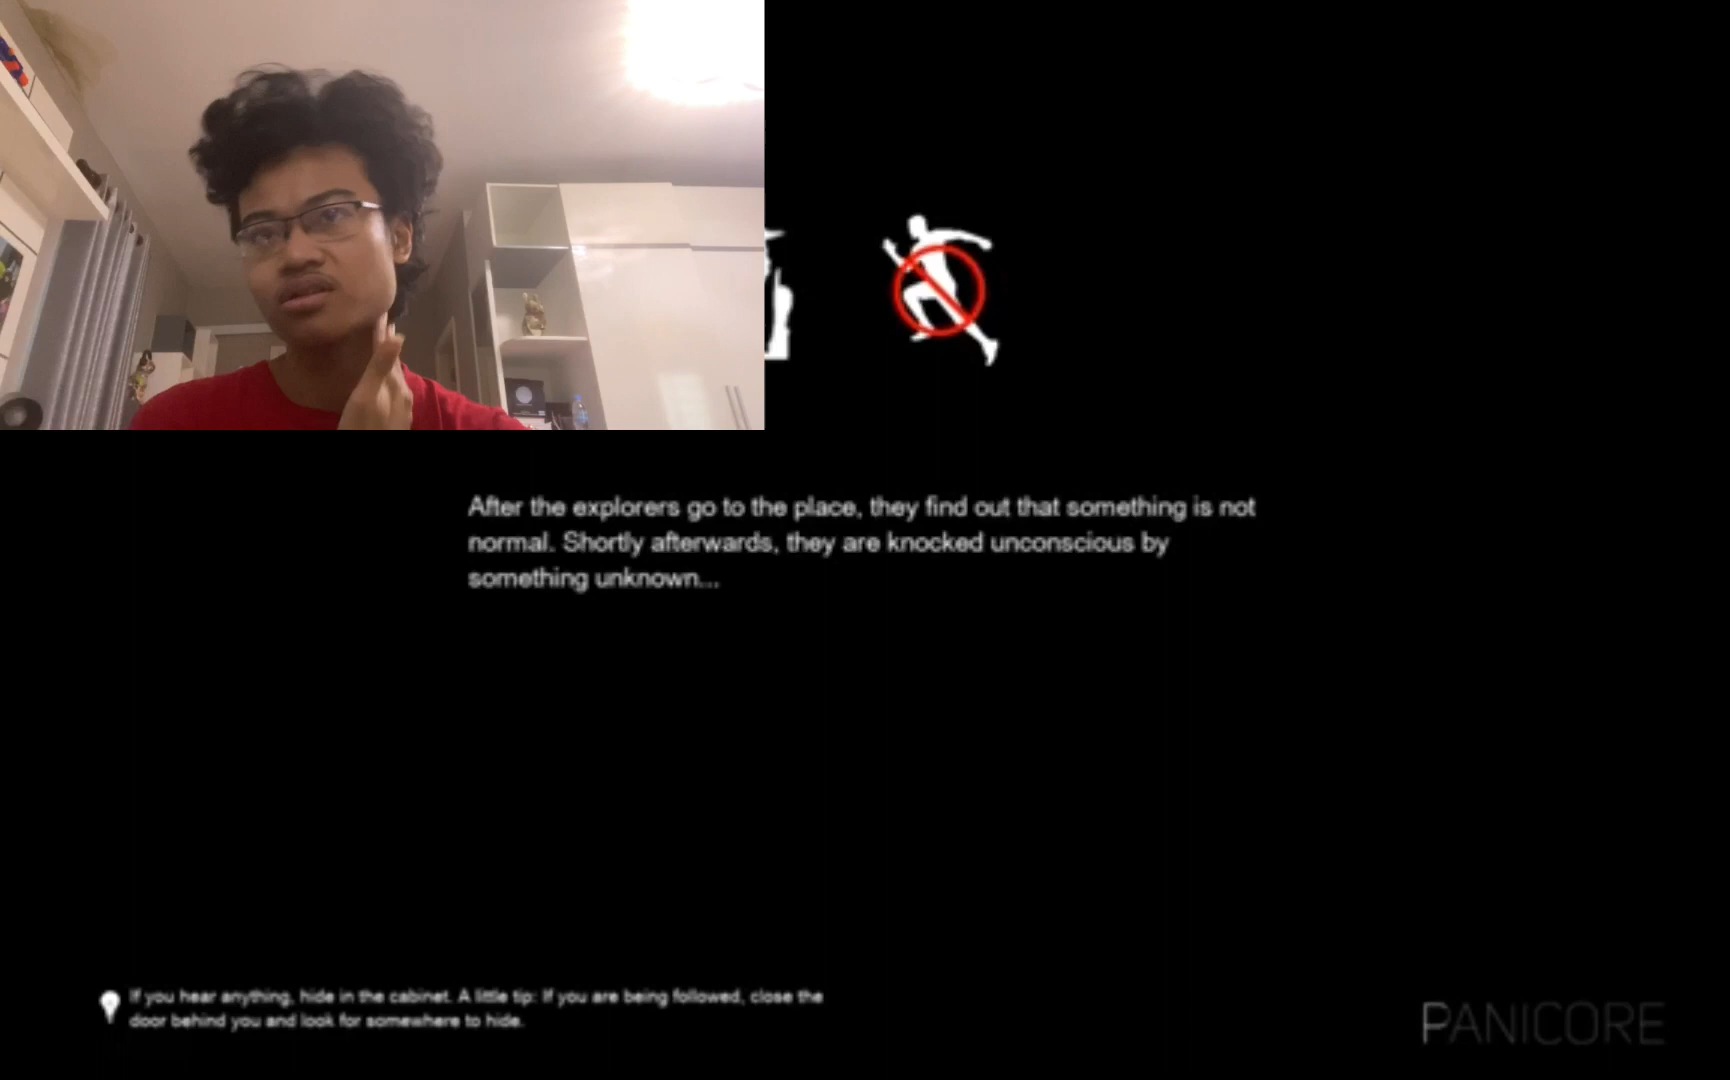 After the explorers go to the place, they find out that something is not
normal. Shortly afterwards, they are knocked unconscious by
something unknown...
If you hear anything, hide in the cabinet. A little tip: If you are being followed, close the
door behind you and look for somewhere to hide.
PANICORE